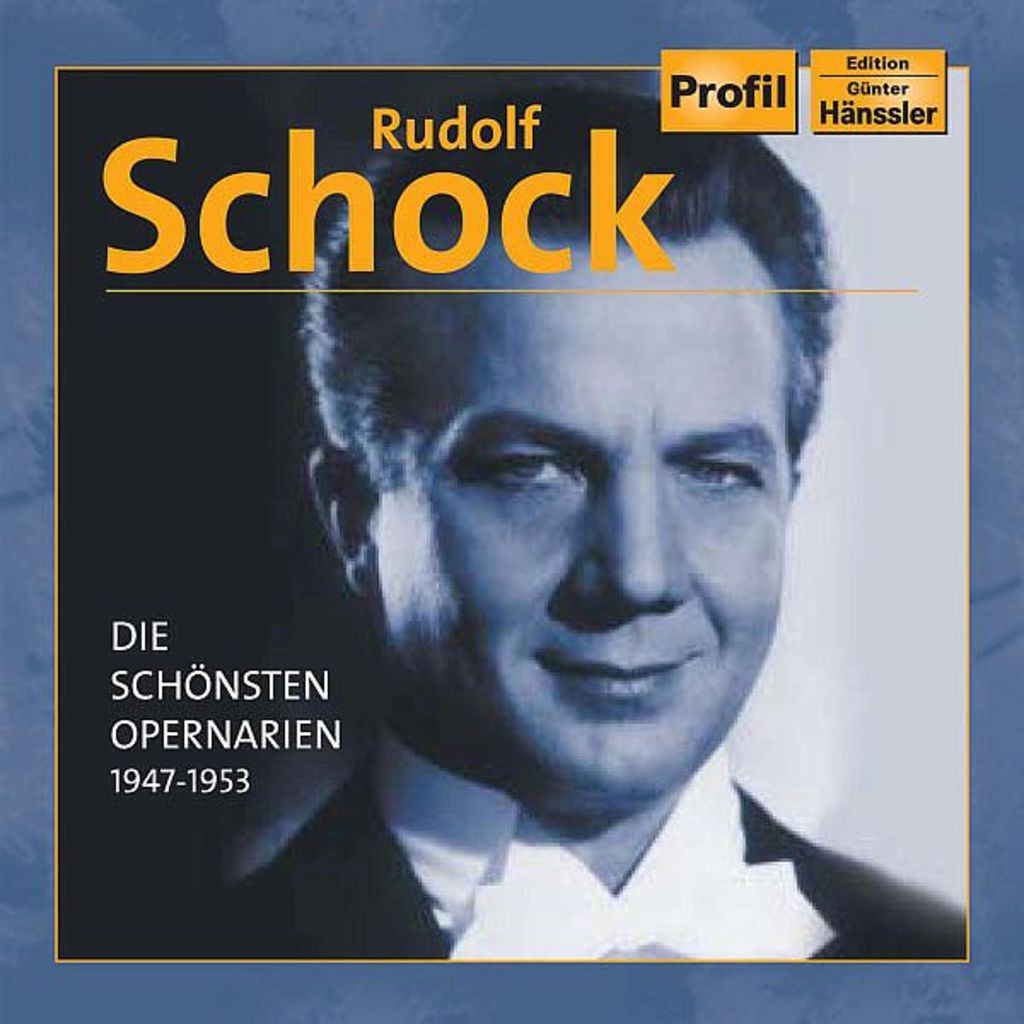 Profil
Edition
Günter
Hänssler
Rudolf
Schock
DIE
SCHÖNSTEN
OPERNARIEN
1947-1953